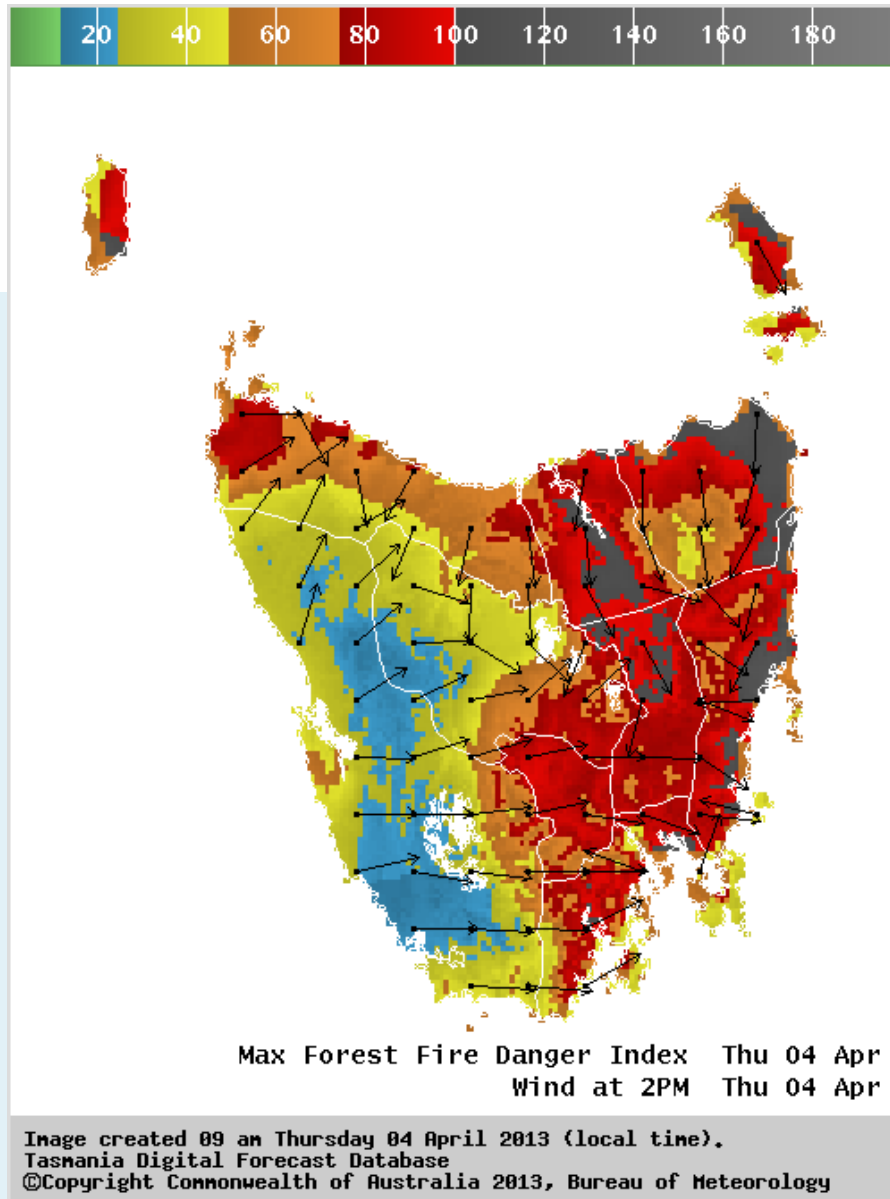 20 40 60 80 100 120 140 160 180
Max Forest Fire Danger Index Thu 04 Apr
Wind at 2PM Thu 04 Apr
Image created 09 am Thursday 04 April 2013 (local time).
Tasmania Digital Forecast Database
©Copyright Commonwealth of Australia 2013, Bureau of Meteorology